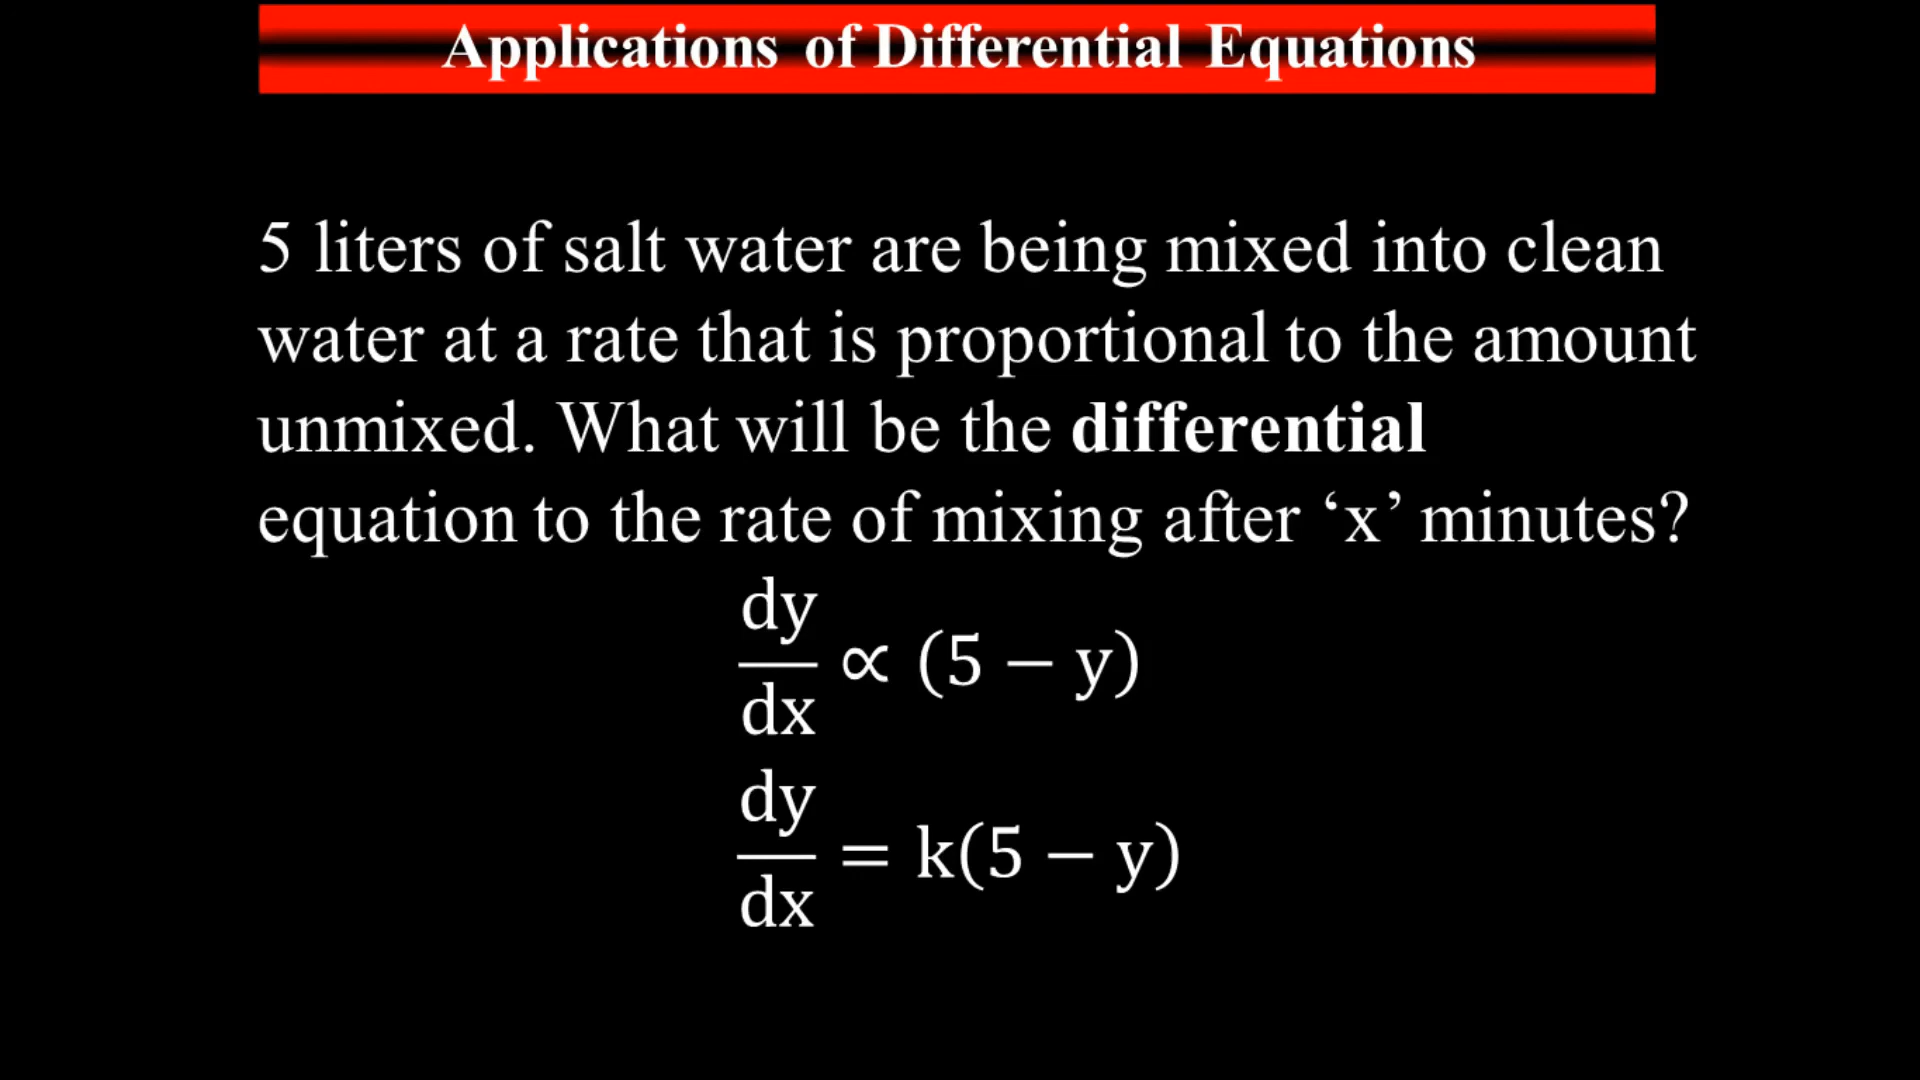 Applications of Differential Equations
5 liters of salt water are being mixed into clean
water at a rate that is proportional to the amount
unmixed. What will be the differential
equation to the rate of mixing after ‘x’ minutes?
dy/dx ∝ (5 − y)
dy/dx = k(5 − y)